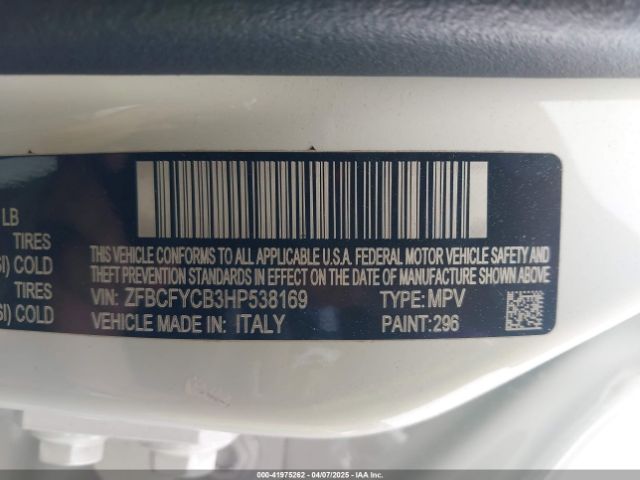 LB
TIRES
SI) COLD
TIRES
SI) COLD
THIS VEHICLE CONFORMS TO ALL APPLICABLE U.S.A. FEDERAL MOTOR VEHICLE SAFETY AND
THEFT PREVENTION STANDARDS IN EFFECT ON THE DATE OF MANUFACTURE SHOWN ABOVE
VIN: ZFBCFYCB3HP538169 TYPE: MPV
VEHICLE MADE IN: ITALY PAINT: 296
000-41975262 - 04/07/2025 - © IAA Inc.